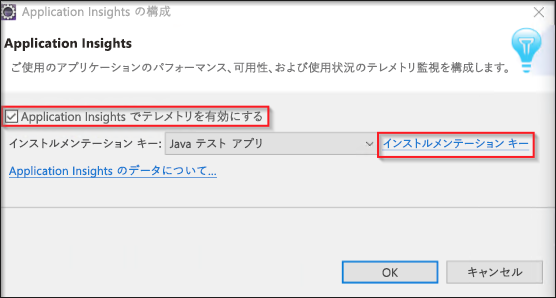 Application Insights の構成
Application Insights
ご使用のアプリケーションのパフォーマンス、可用性、および使用状況のテレメトリ監視を構成します。
Application Insights でテレメトリを有効にする
インストルメンテーション キー: Java テスト アプリ インストルメンテーション キー
Application Insights のデータについて...
OK キャンセル